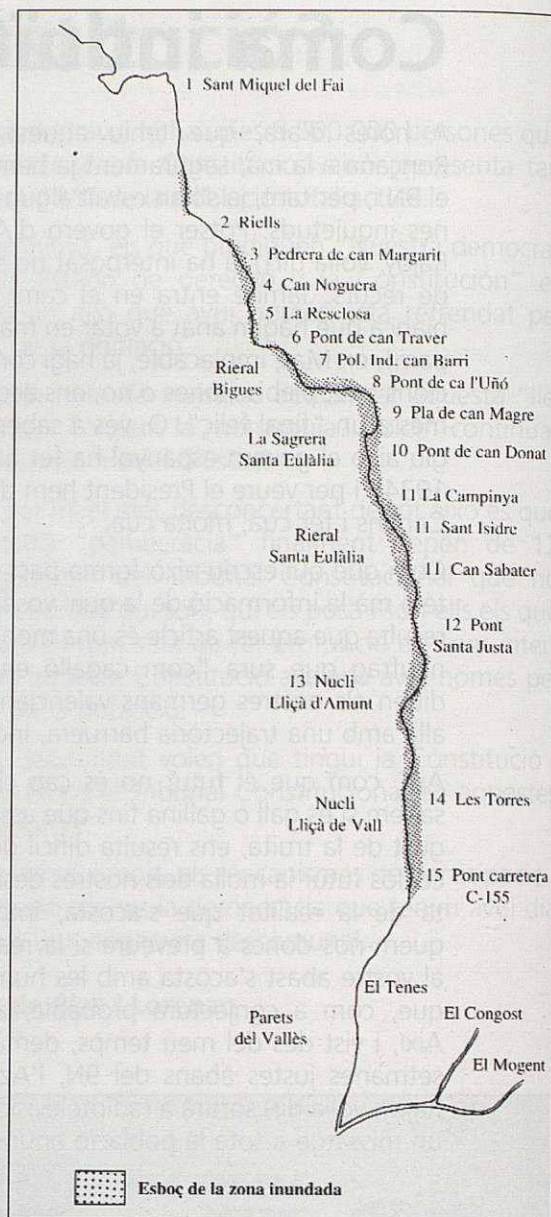 1 Sant Miquel del Fai
2 Riells
3 Pedrera de can Margarit
4 Can Noguera
5 La Resclosa
6 Pont de can Traver
7 Pol. Ind. can Barri
Rieral
Bigues
8 Pont de ca l'Uñó
9 Pla de can Magre
La Sagrera
Santa Eulàlia
10 Pont de can Donat
11 La Campinya
11 Sant Isidre
Rieral
Santa Eulàlia
11 Can Sabater
12 Pont
Santa Justa
13 Nucli
Lliçà d'Amunt
Nucli
Lliçà de Vall
14 Les Torres
15 Pont carretera
C-155
El Tenes
Parets
del Vallès
El Congost
El Mogent
Esboç de la zona inundada